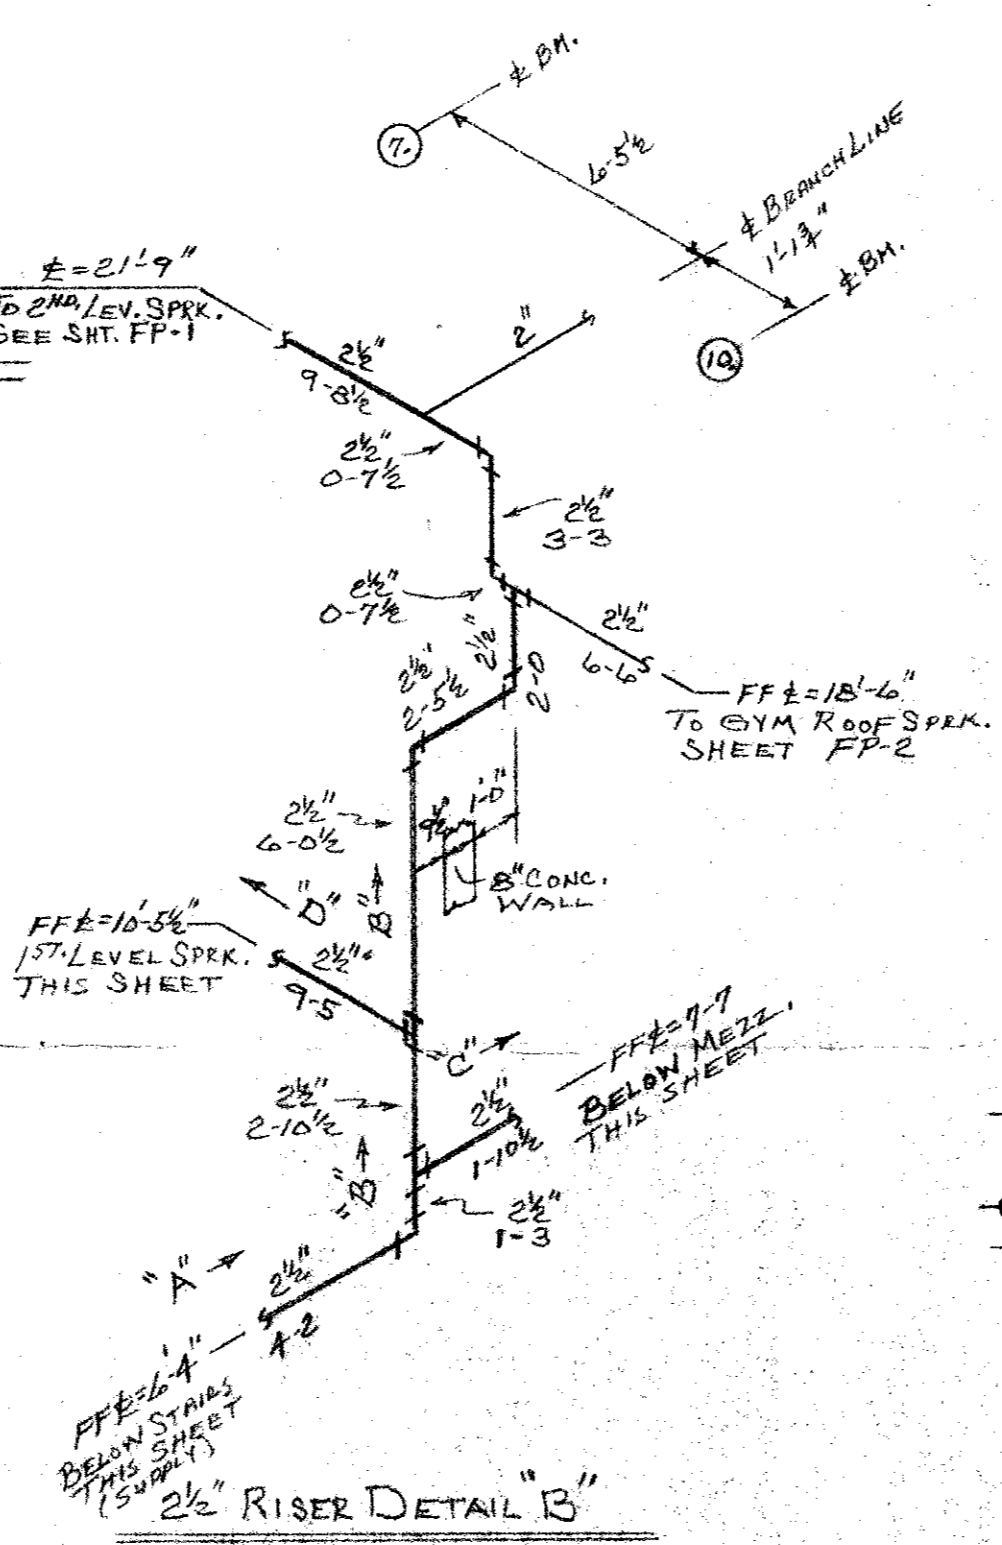 ℄ BM.
7.
6-5½
℄ BRANCH LINE
1'-1¾"
℄ BM.
10
℄=21'-9"
TO 2ND. LEV. SPRK.
SEE SHT. FP-1
2½"
9-8½
2"
2½"
0-7½
2½"
3-3
2½"
0-7½
2½"
6-6
FF ℄=18'-6"
TO GYM ROOF SPRK.
SHEET FP-2
2½"
2-0
2½"
2-5½
2½"
6-0½
1'-0"
8" CONC.
WALL
"D"
"B"
FF℄=10'-5½"
1ST. LEVEL SPRK.
THIS SHEET
2½"
9-5
"C"
FF℄=7-7
BELOW MEZZ.
THIS SHEET
2½"
2-10½
2½"
1-10½
"B"
2½"
1-3
"A"
2½"
4-2
FF℄=6'-4"
BELOW STAIRS
THIS SHEET
(SUPPLY)
2½" RISER DETAIL "B"